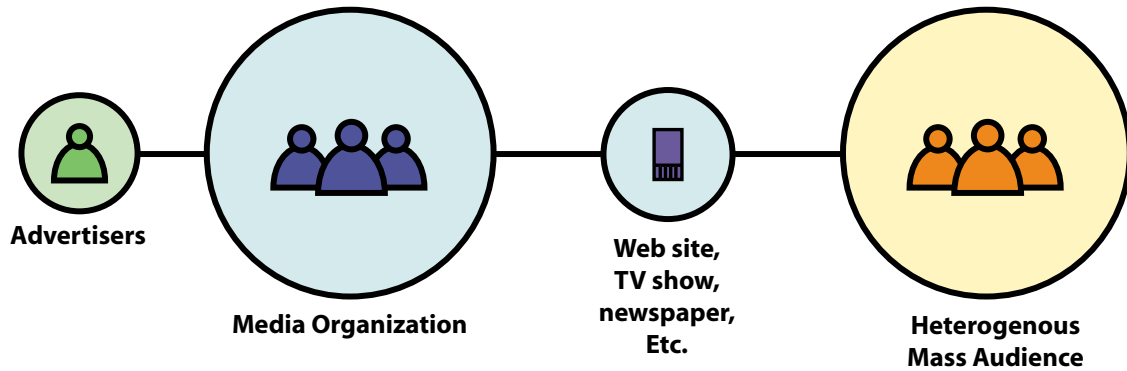 Advertisers
Media Organization
Web site,
TV show,
newspaper,
Etc.
Heterogenous
Mass Audience